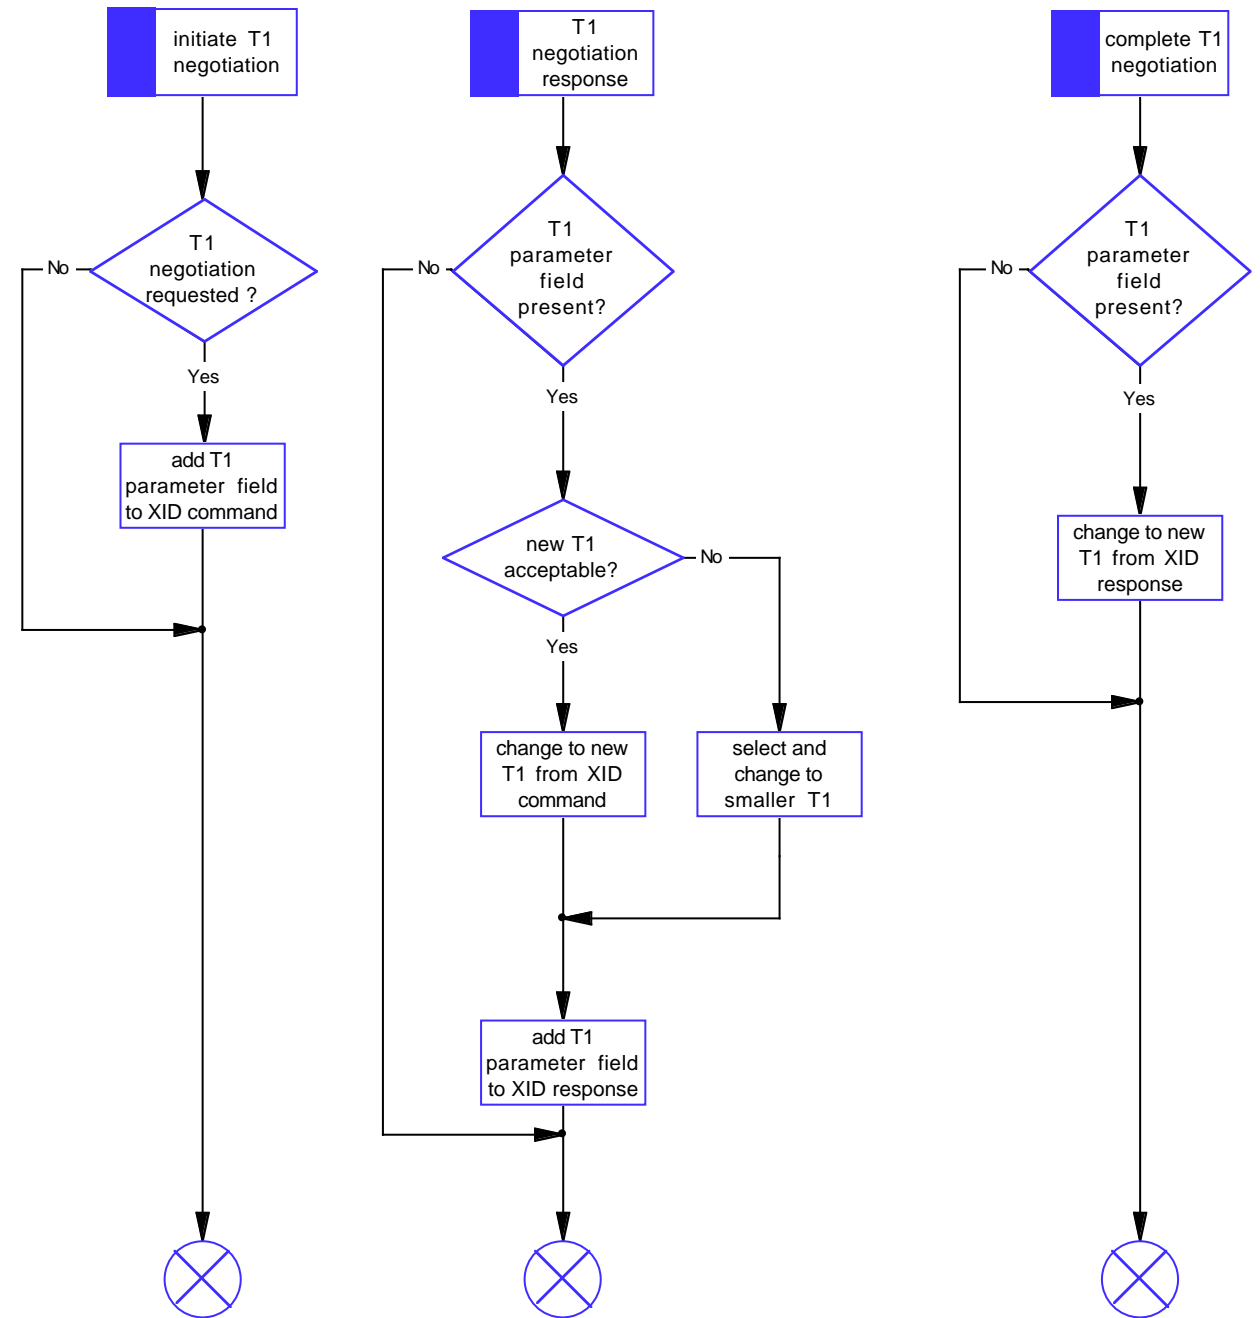 initiate T1
negotiation
T1
negotiation
requested ?
No
Yes
add T1
parameter field
to XID command
T1
negotiation
response
T1
parameter
field
present?
No
Yes
new T1
acceptable?
No
Yes
change to new
T1 from XID
command
select and
change to
smaller T1
add T1
parameter field
to XID response
complete T1
negotiation
T1
parameter
field
present?
No
Yes
change to new
T1 from XID
response